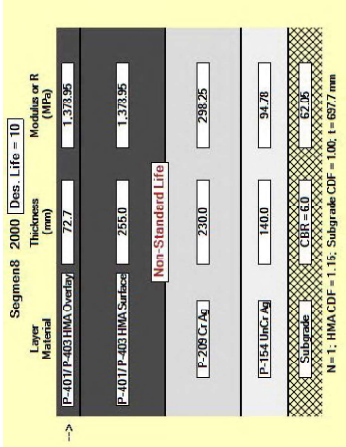 Segmen8 2000 Des. Life = 10
Layer Material Thickness (mm) Modulus or R (MPa)
--> P-401/ P-403 HMA Overlay 72.7 1,378.95
P-401/ P-403 HMA Surface 255.0 1,378.95
Non-Standerd Life
P-209 Cr Ag 230.0 298.25
P-154 UnCr Ag 140.0 94.78
Subgrade CBR = 6.0 62.05
N = 1; HMA CDF = 1.15; Subgrade CDF = 1.00; t = 697.7 mm